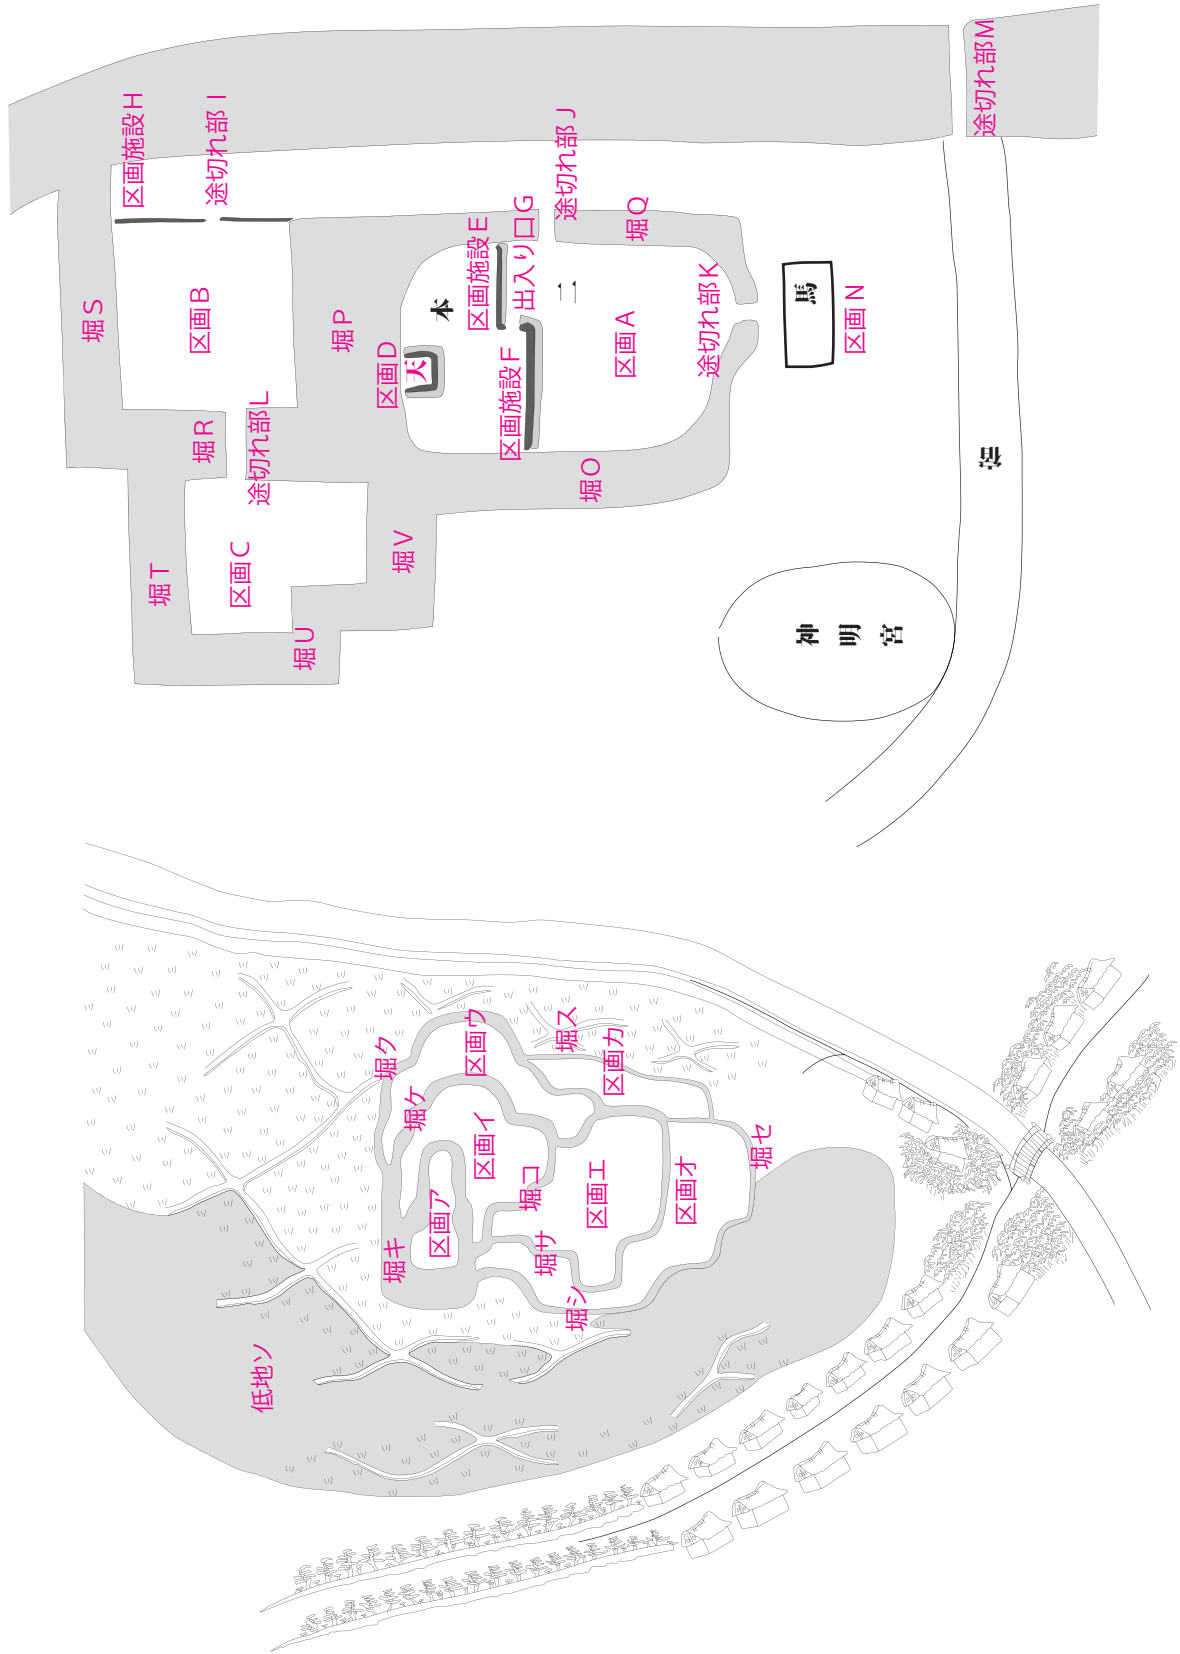 区画施設H
途切れ部I
途切れ部J
途切れ部M
堀S
区画B
堀P
区画D
天
本
区画施設E
出入り口G
二
堀Q
区画A
途切れ部K
馬
区画N
区画施設F
堀R
途切れ部L
堀O
宿
堀T
区画C
堀V
堀U
神明宮
堀ク
区画ウ
堀ス
区画カ
堀ケ
区画イ
堀セ
区画ア
堀コ
区画エ
区画オ
堀キ
堀サ
堀シ
低地ソ